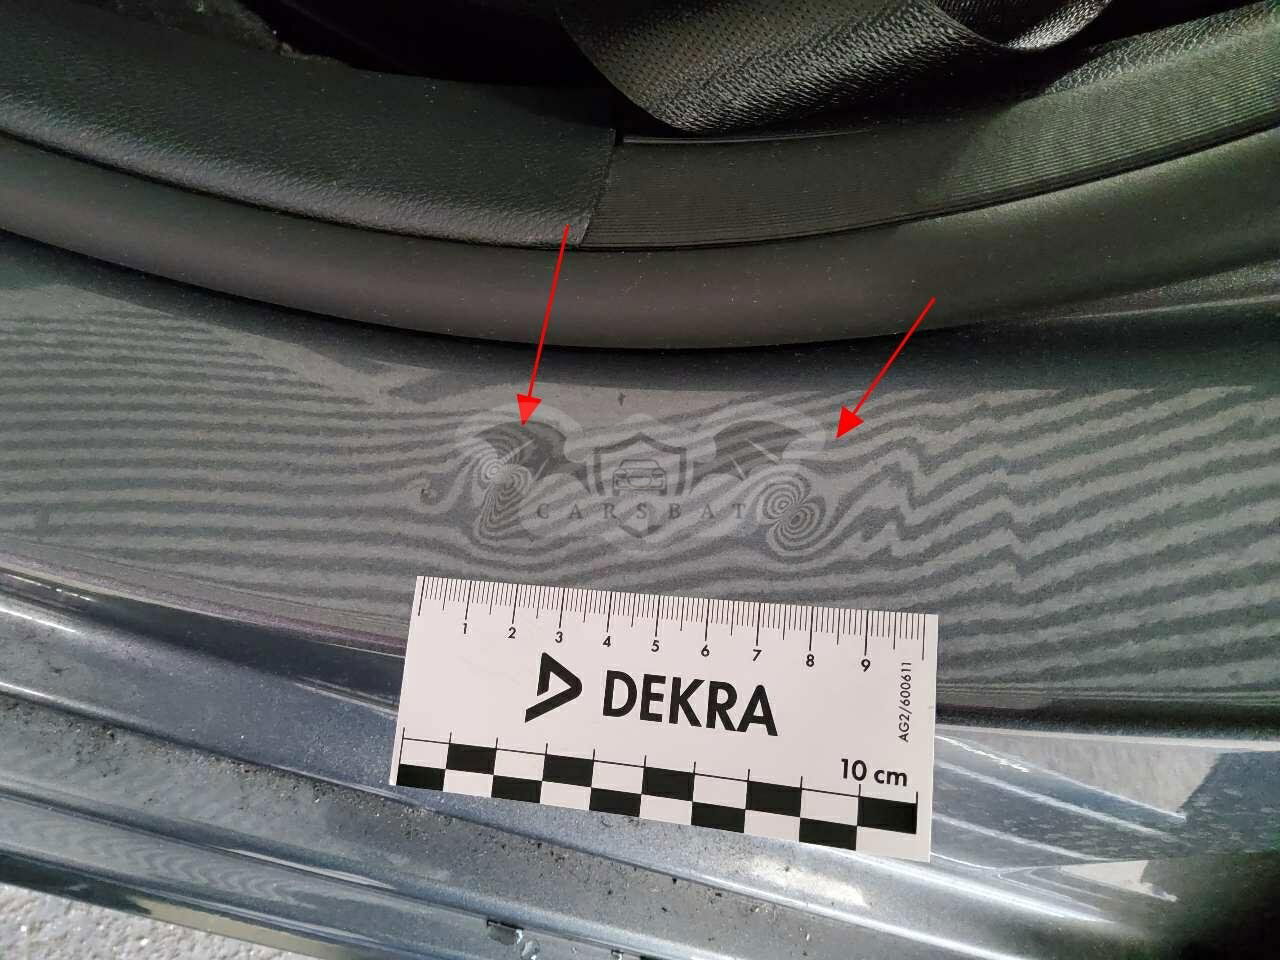 CARSBAT
1 2 3 4 5 6 7 8 9
DEKRA
AG2/600611
10 cm